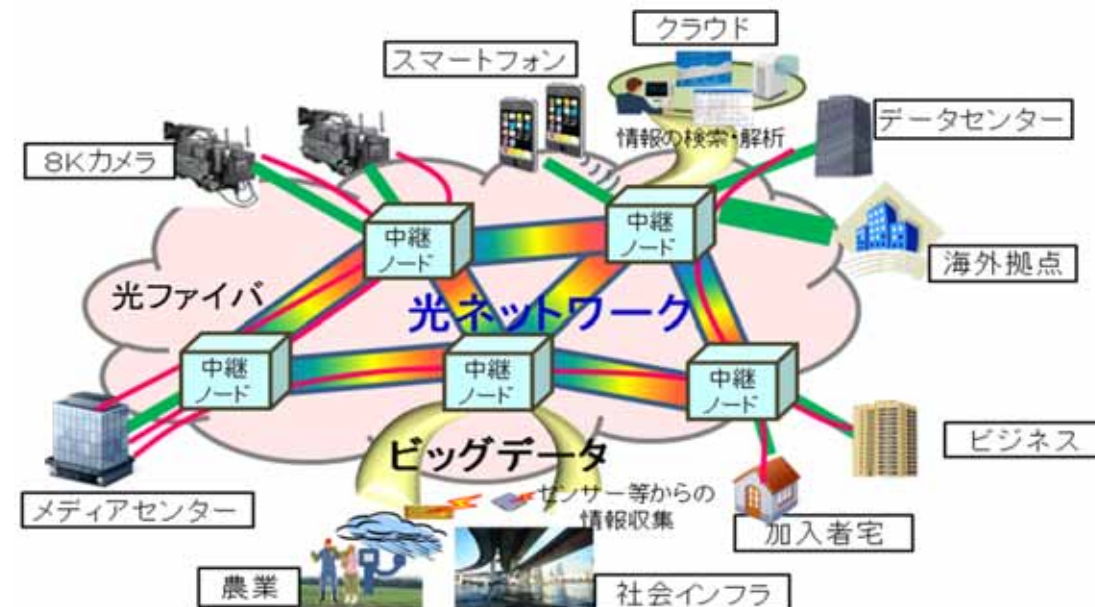 クラウド
スマートフォン
情報の検索・解析
データセンター
8Kカメラ
中継
ノード
中継
ノード
海外拠点
光ファイバ
光ネットワーク
中継
ノード
中継
ノード
中継
ノード
ビジネス
ビッグデータ
メディアセンター
センサー等からの
情報収集
加入者宅
農業
社会インフラ